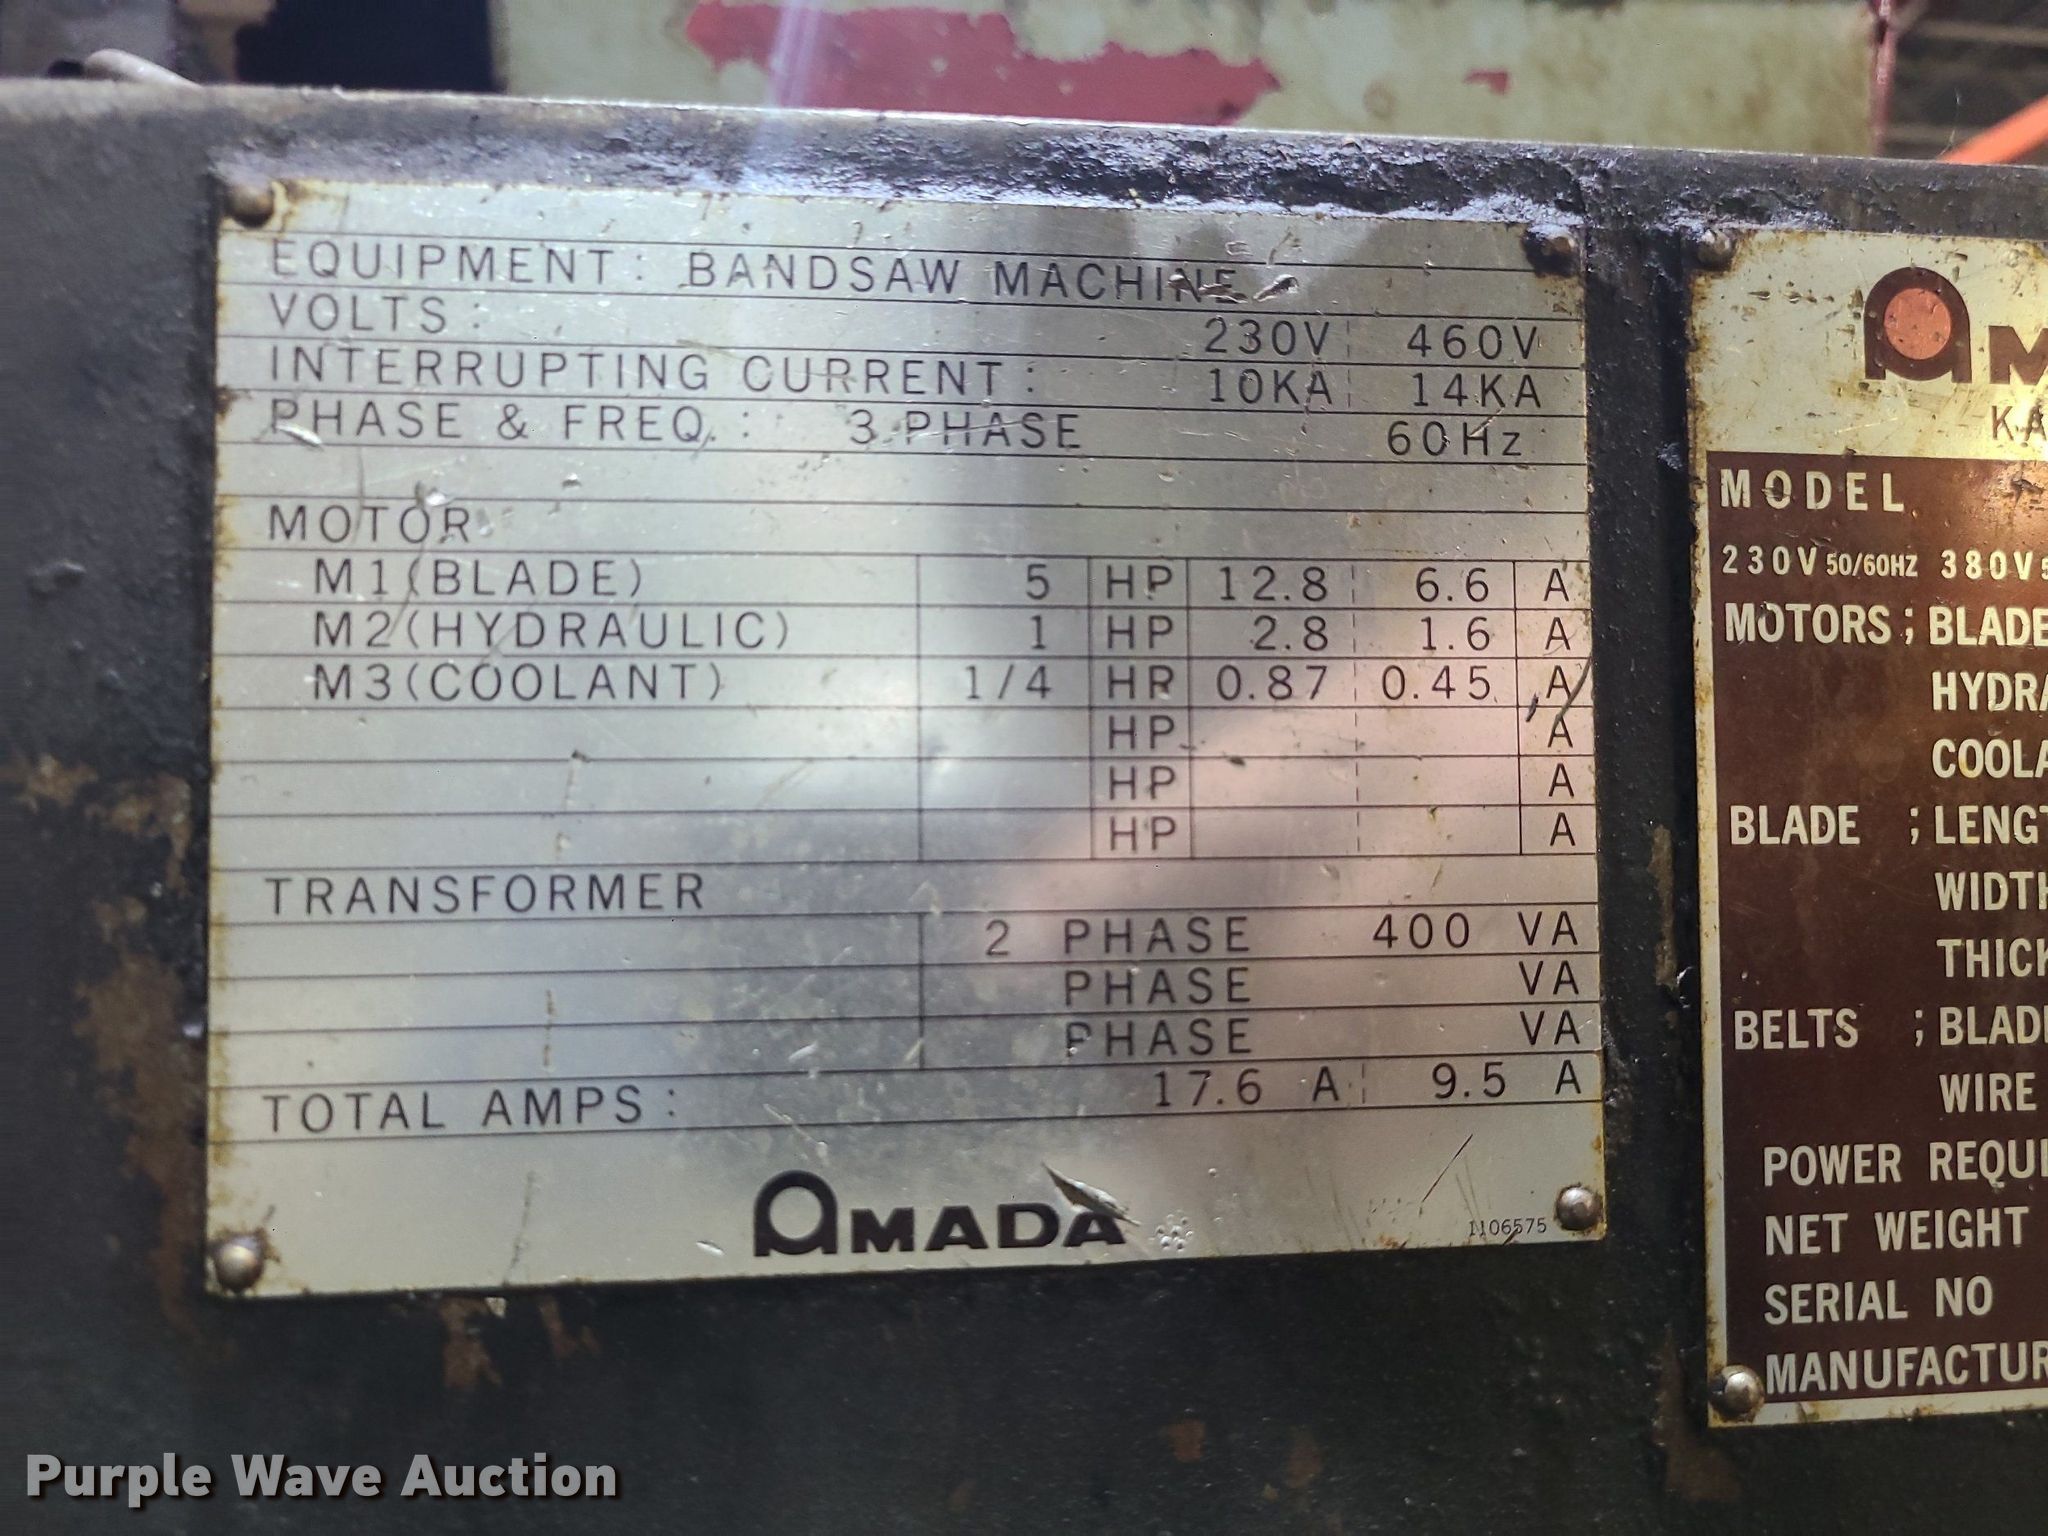 EQUIPMENT: BANDSAW MACHINE
VOLTS: 230V 460V
INTERRUPTING CURRENT: 10KA 14KA
PHASE & FREQ.: 3 PHASE 60Hz
MOTOR
M1(BLADE) 5 HP 12.8 6.6 A
M2(HYDRAULIC) 1 HP 2.8 1.6 A
M3(COOLANT) 1/4 HP 0.87 0.45 A
HP A
HP A
HP A
TRANSFORMER
2 PHASE 400 VA
PHASE VA
PHASE VA
TOTAL AMPS: 17.6 A 9.5 A
AMADA
1106575
MODEL
230V 50/60HZ 380V
MOTORS; BLADE
COOLA
BLADE ; LENGT
WIDTH
THICK
BELTS ; BLADE
WIRE
POWER REQUI
NET WEIGHT
SERIAL NO
MANUFACTUR
Purple Wave Auction